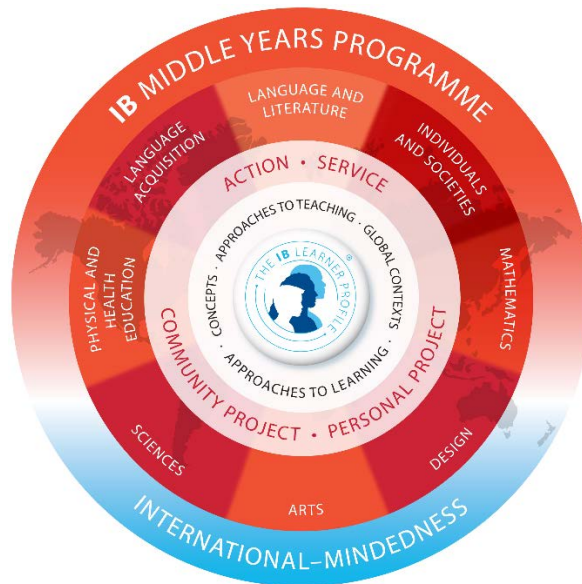 IB MIDDLE YEARS PROGRAMME
LANGUAGE AND
LITERATURE
INDIVIDUALS
AND SOCIETIES
MATHEMATICS
DESIGN
ARTS
SCIENCES
PHYSICAL AND
HEALTH
EDUCATION
LANGUAGE
ACQUISITION
ACTION • SERVICE
COMMUNITY PROJECT • PERSONAL PROJECT
APPROACHES TO TEACHING · GLOBAL CONTEXTS ·
APPROACHES TO LEARNING · CONCEPTS ·
THE IB LEARNER PROFILE ®
INTERNATIONAL–MINDEDNESS